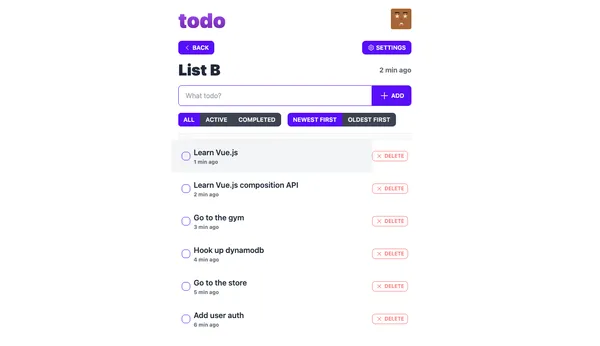 todo
BACK
SETTINGS
List B
2 min ago
What todo?
ADD
ALL ACTIVE COMPLETED NEWEST FIRST OLDEST FIRST
Learn Vue.js
1 min ago
DELETE
Learn Vue.js composition API
2 min ago
DELETE
Go to the gym
3 min ago
DELETE
Hook up dynamodb
4 min ago
DELETE
Go to the store
5 min ago
DELETE
Add user auth
6 min ago
DELETE